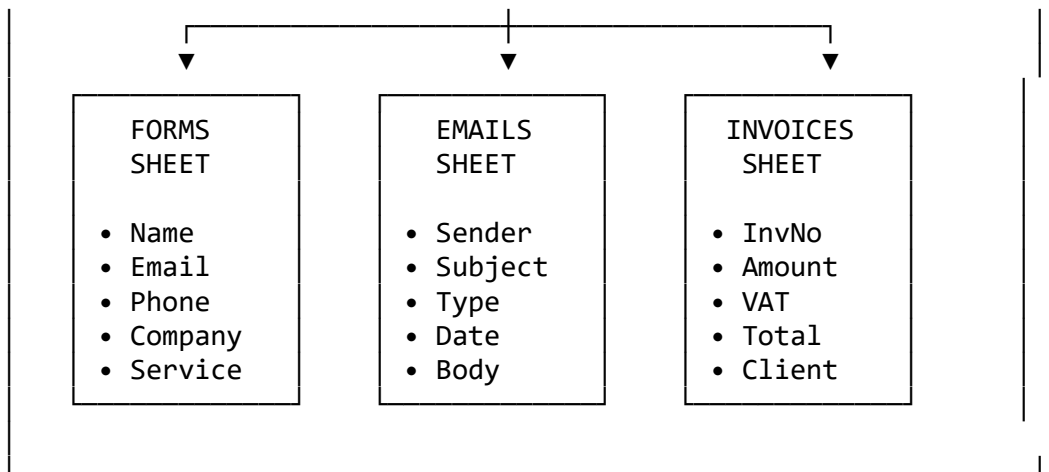 FORMS EMAILS INVOICES
SHEET SHEET SHEET
• Name • Sender • InvNo
• Email • Subject • Amount
• Phone • Type • VAT
• Company • Date • Total
• Service • Body • Client